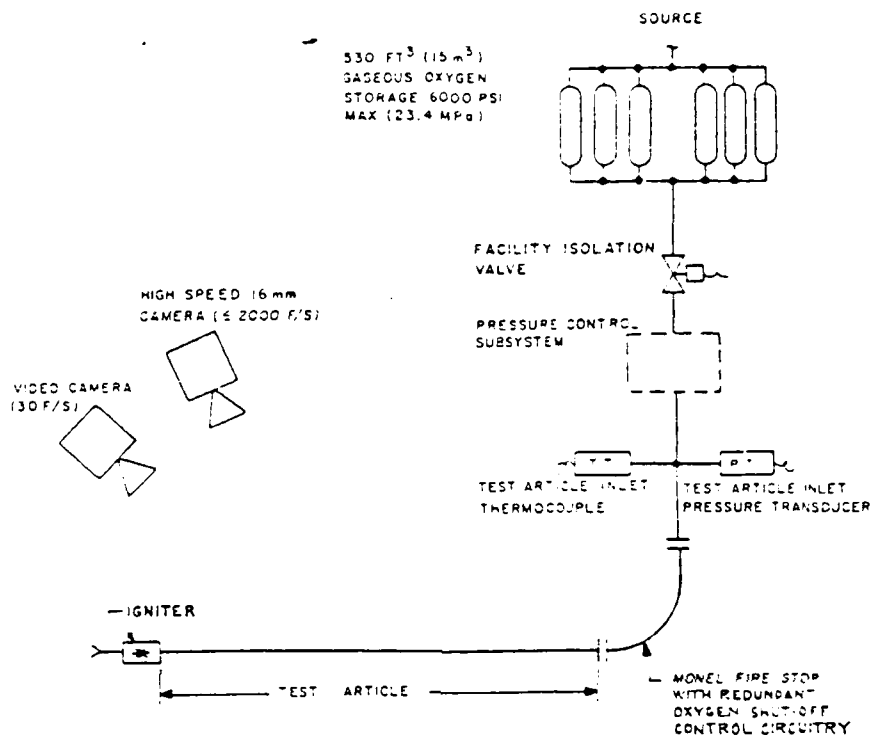 SOURCE
530 FT³ (15 m³)
GASEOUS OXYGEN
STORAGE 6000 PSI
MAX (23.4 MPa)
FACILITY ISOLATION
VALVE
HIGH SPEED 16 mm
CAMERA (≤ 2000 F/S)
PRESSURE CONTROL
SUBSYSTEM
VIDEO CAMERA
(30 F/S)
T.T.
P.T.
TEST ARTICLE INLET
THERMOCOUPLE
TEST ARTICLE INLET
PRESSURE TRANSDUCER
IGNITER
TEST ARTICLE
MONEL FIRE STOP
WITH REDUNDANT
OXYGEN SHUT-OFF
CONTROL CIRCUITRY